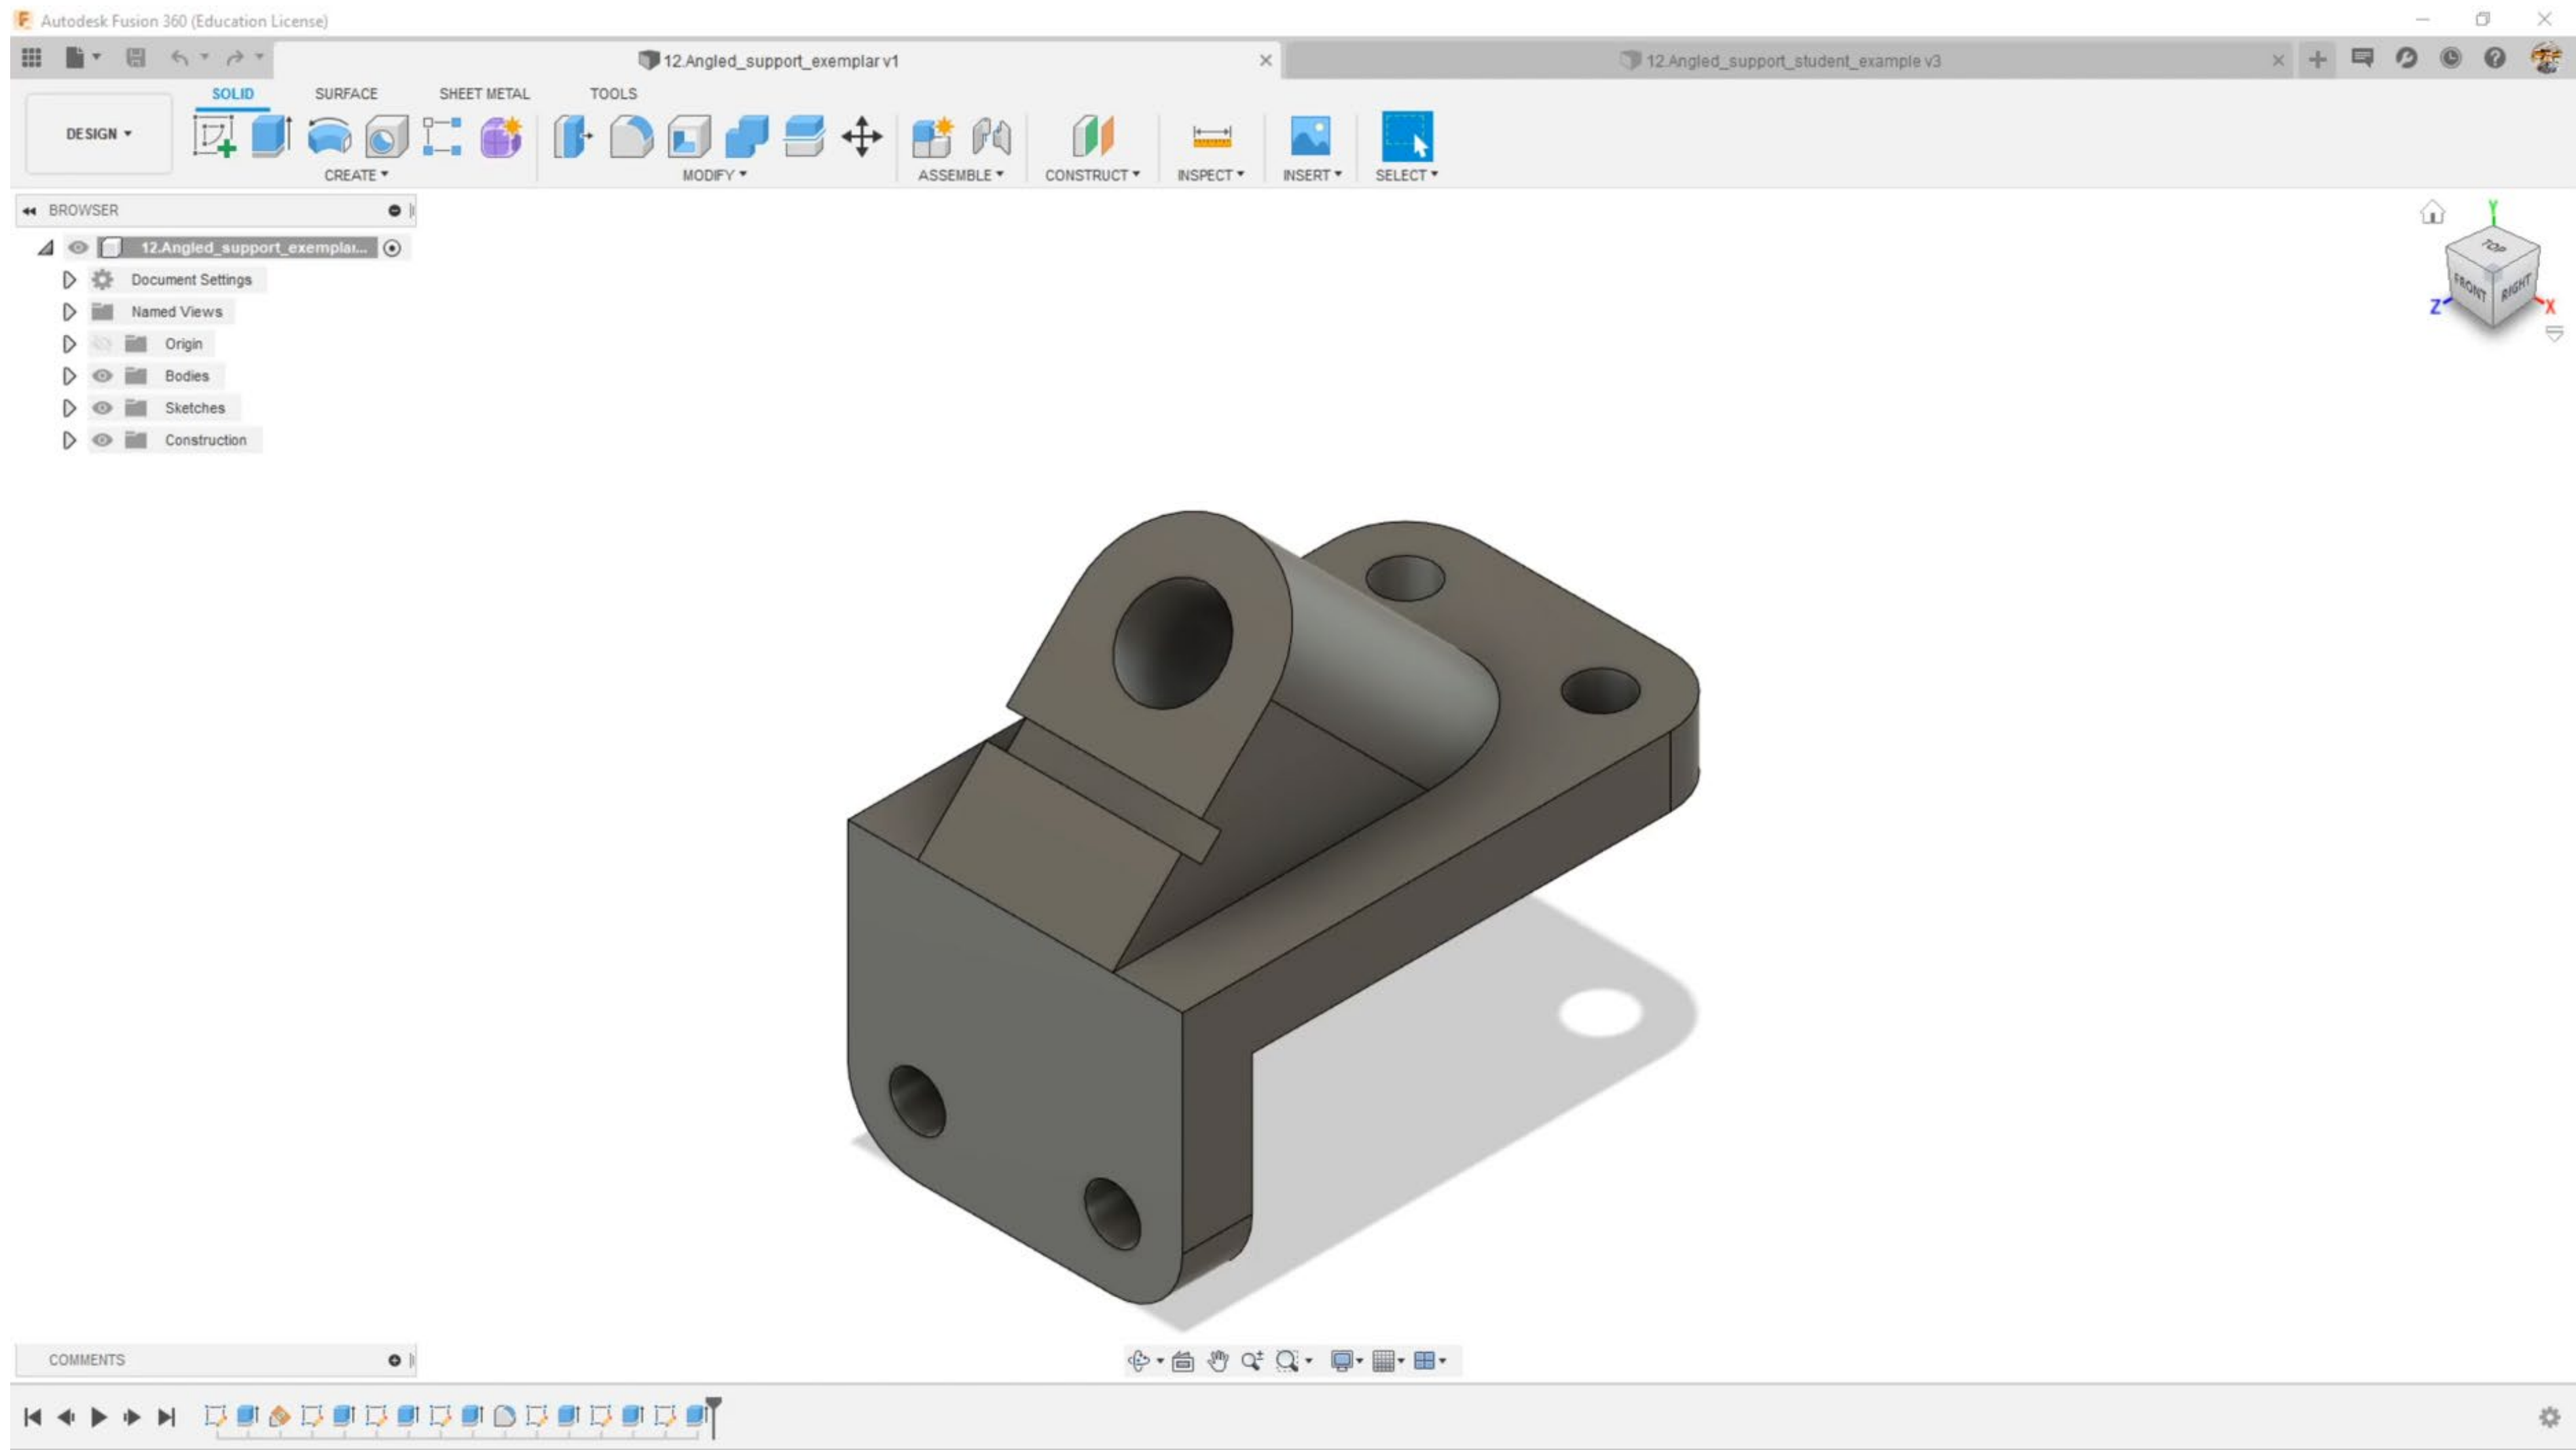 Autodesk Fusion 360 (Education License)
12.Angled_support_exemplar v1
12.Angled_support_student_example v3
SOLID SURFACE SHEET METAL TOOLS
DESIGN
CREATE MODIFY ASSEMBLE CONSTRUCT INSPECT INSERT SELECT
BROWSER
12.Angled_support_exemplar...
Document Settings
Named Views
Origin
Bodies
Sketches
Construction
Y
TOP
FRONT RIGHT
Z X
COMMENTS